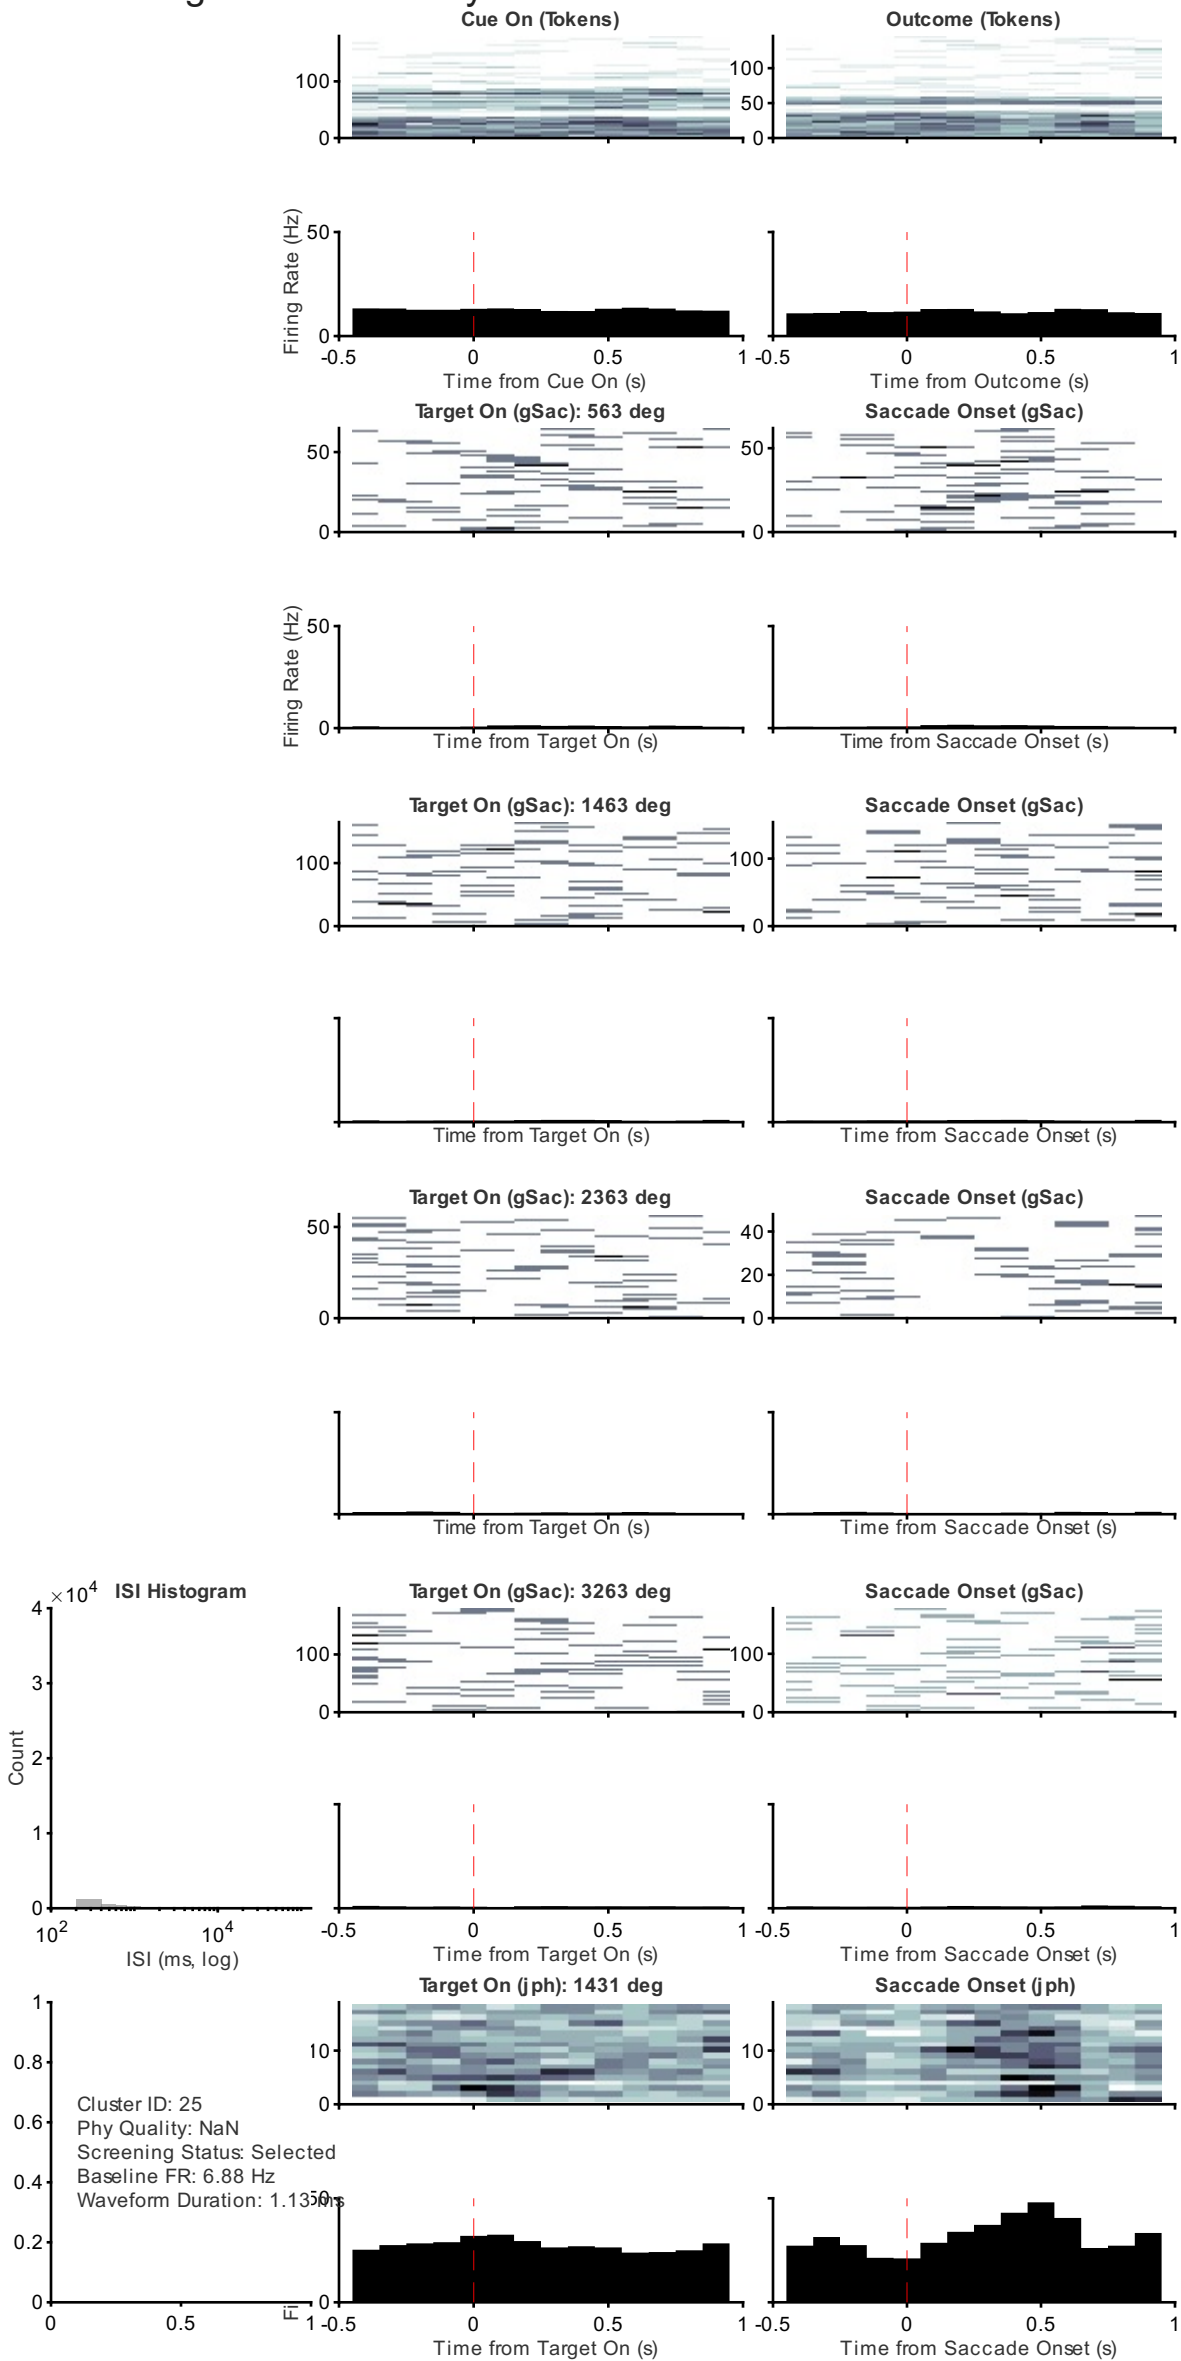 Cue On (Tokens)
Outcome (Tokens)
100
0
100
50
0
Firing Rate (Hz)
50
0
-0.5 0 0.5 1
Time from Cue On (s)
-0.5 0 0.5 1
Time from Outcome (s)
Target On (gSac): 563 deg
Saccade Onset (gSac)
50
0
50
0
Firing Rate (Hz)
50
0
Time from Target On (s)
Time from Saccade Onset (s)
Target On (gSac): 1463 deg
Saccade Onset (gSac)
100
0
100
0
Time from Target On (s)
Time from Saccade Onset (s)
Target On (gSac): 2363 deg
Saccade Onset (gSac)
50
0
40
20
0
Time from Target On (s)
Time from Saccade Onset (s)
×10^4
ISI Histogram
4
3
2
1
0
Count
10^2 10^4
ISI (ms, log)
Target On (gSac): 3263 deg
Saccade Onset (gSac)
100
0
100
0
-0.5 0 0.5 1
Time from Target On (s)
-0.5 0 0.5 1
Time from Saccade Onset (s)
Target On (jph): 1431 deg
Saccade Onset (jph)
10
0
10
0
1
0.8
0.6
0.4
0.2
0
0 0.5 1
Cluster ID: 25
Phy Quality: NaN
Screening Status: Selected
Baseline FR: 6.88 Hz
Waveform Duration: 1.13 ms
50
0
-0.5 0 0.5 1
Time from Target On (s)
-0.5 0 0.5 1
Time from Saccade Onset (s)